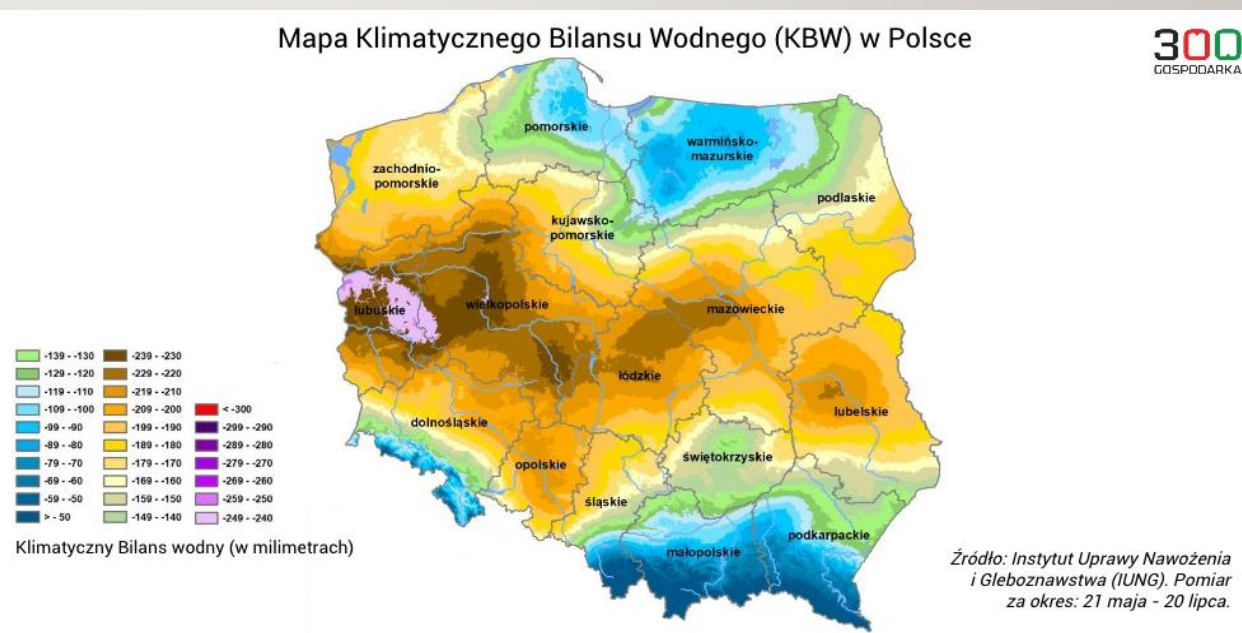 Mapa Klimatycznego Bilansu Wodnego (KBW) w Polsce
300
GOSPODARKA
pomorskie
warmińsko-
mazurskie
zachodnio-
pomorskie
podlaskie
kujawsko-
pomorskie
lubuskie
wielkopolskie
mazowieckie
łódzkie
lubelskie
dolnośląskie
opolskie
śląskie
świętokrzyskie
małopolskie
podkarpackie
-139 - -130
-129 - -120
-119 - -110
-109 - -100
-99 - -90
-89 - -80
-79 - -70
-69 - -60
-59 - -50
> - 50
-239 - -230
-229 - -220
-219 - -210
-209 - -200
-199 - -190
-189 - -180
-179 - -170
-169 - -160
-159 - -150
-149 - -140
< -300
-299 - -290
-289 - -280
-279 - -270
-269 - -260
-259 - -250
-249 - -240
Klimatyczny Bilans wodny (w milimetrach)
Źródło: Instytut Uprawy Nawożenia
i Gleboznawstwa (IUNG). Pomiar
za okres: 21 maja - 20 lipca.